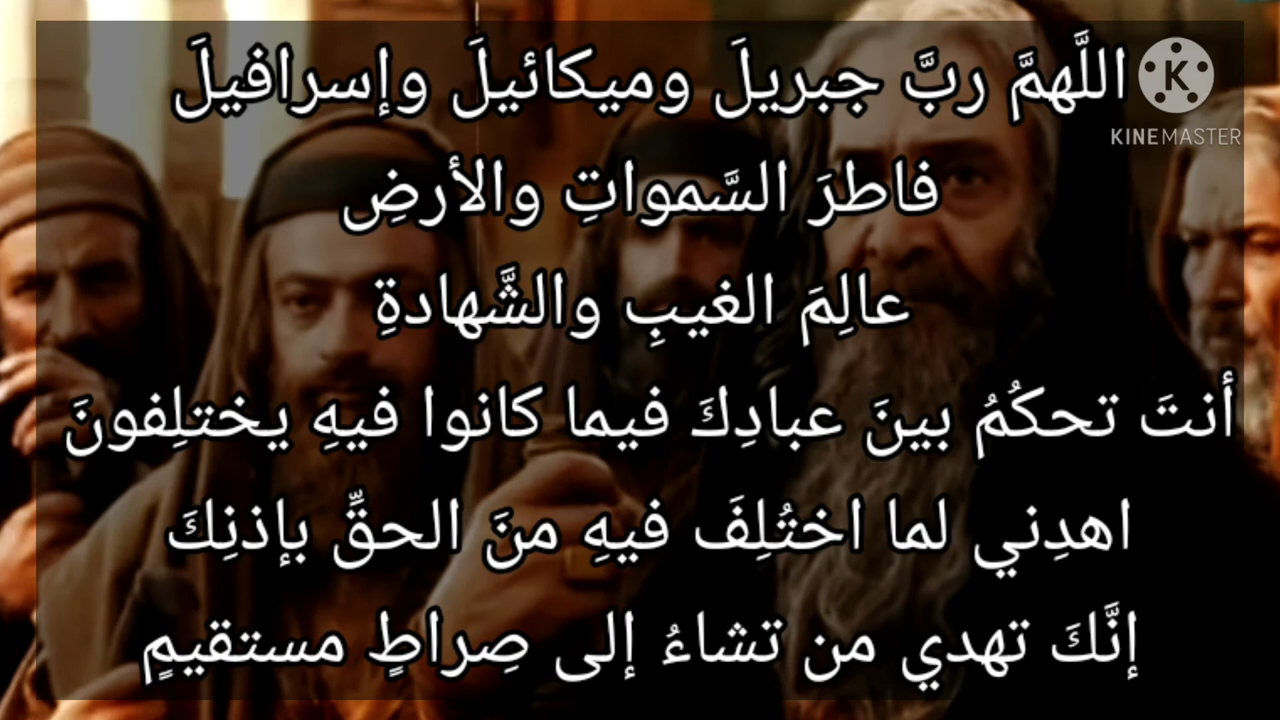 اللَّهمَّ ربَّ جبريلَ وميكائيلَ وإسرافيلَ
KINEMASTER
فاطرَ السَّمواتِ والأرضِ
عالِمَ الغيبِ والشَّهادةِ
أنتَ تحكُمُ بينَ عبادِكَ فيما كانوا فيهِ يختلِفونَ
اهدِني لما اختُلِفَ فيهِ منَ الحقِّ بإذنِكَ
إنَّكَ تهدي من تشاءُ إلى صِراطٍ مستقيمٍ